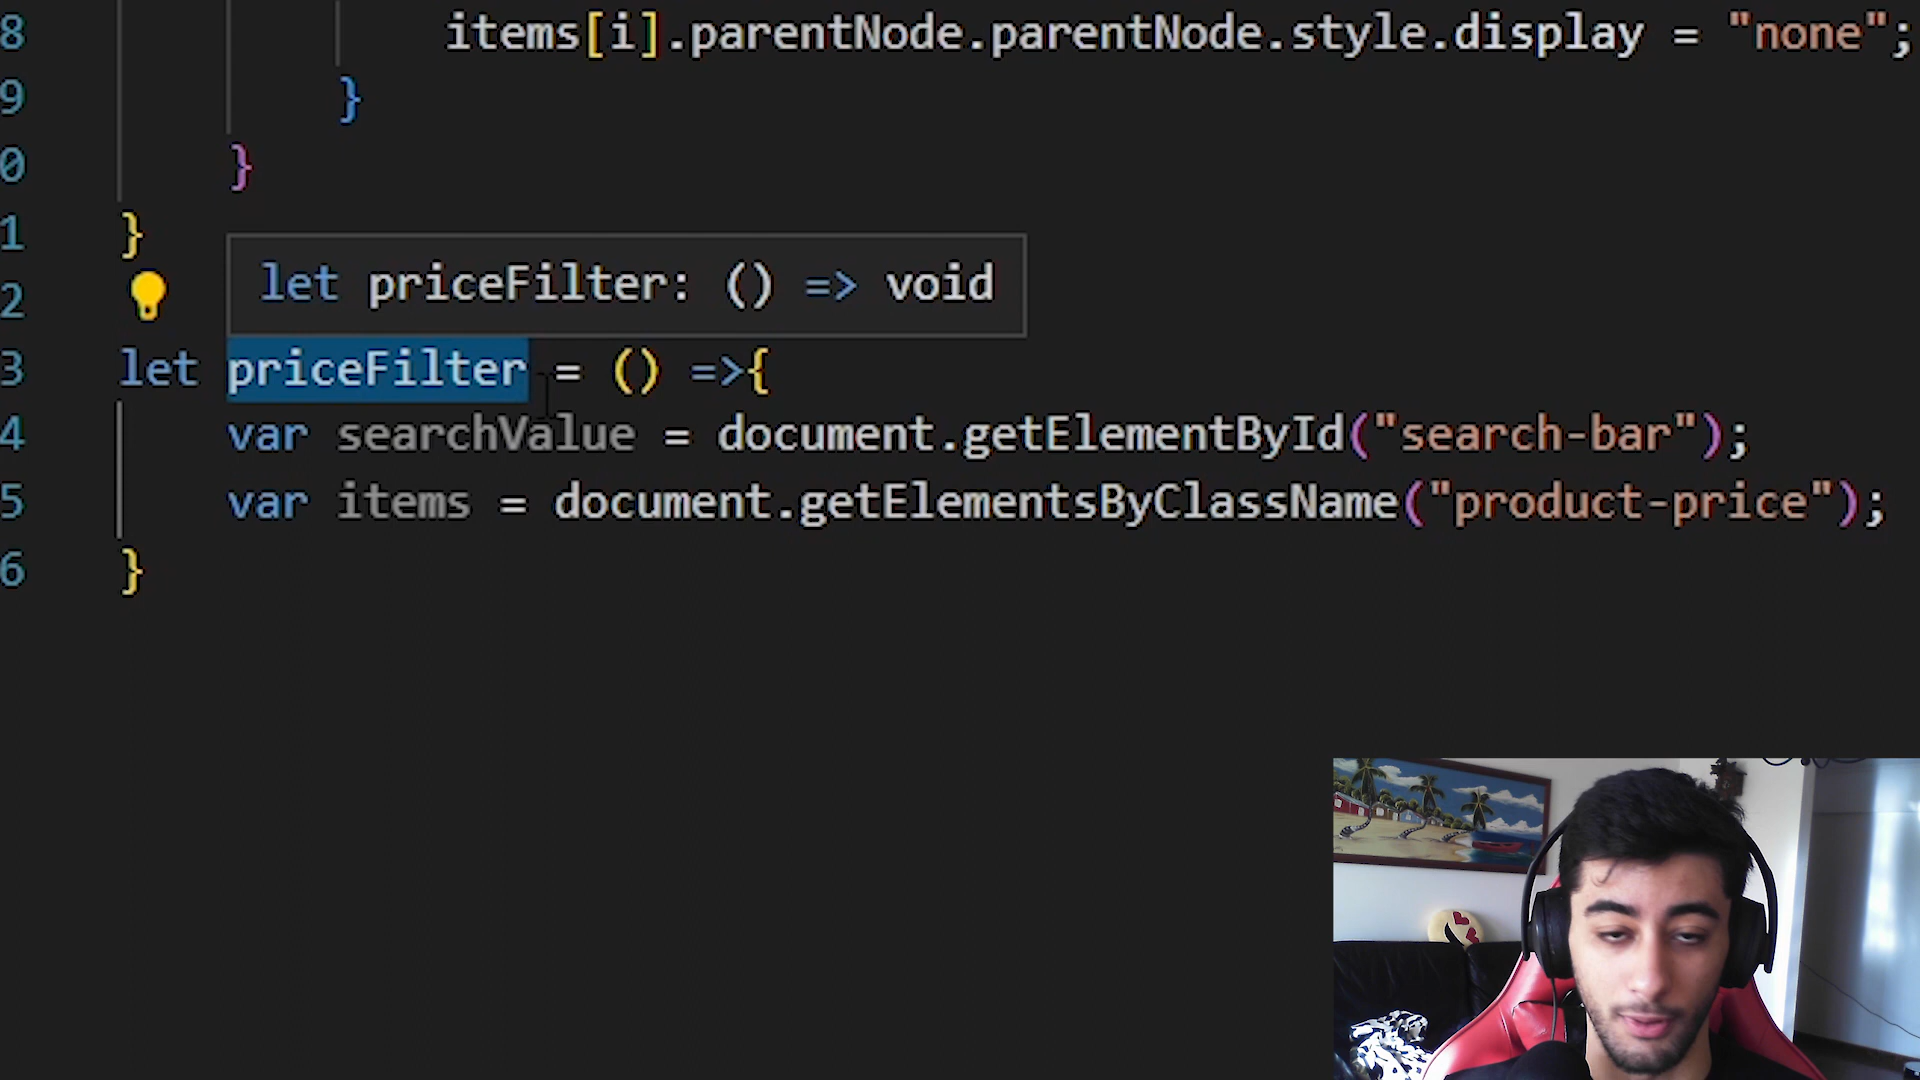 8 items[i].parentNode.parentNode.style.display = "none";
9 }
0 }
1 }
2 let priceFilter: () => void
3 let priceFilter = () =>{
4 var searchValue = document.getElementById("search-bar");
5 var items = document.getElementsByClassName("product-price");
6 }